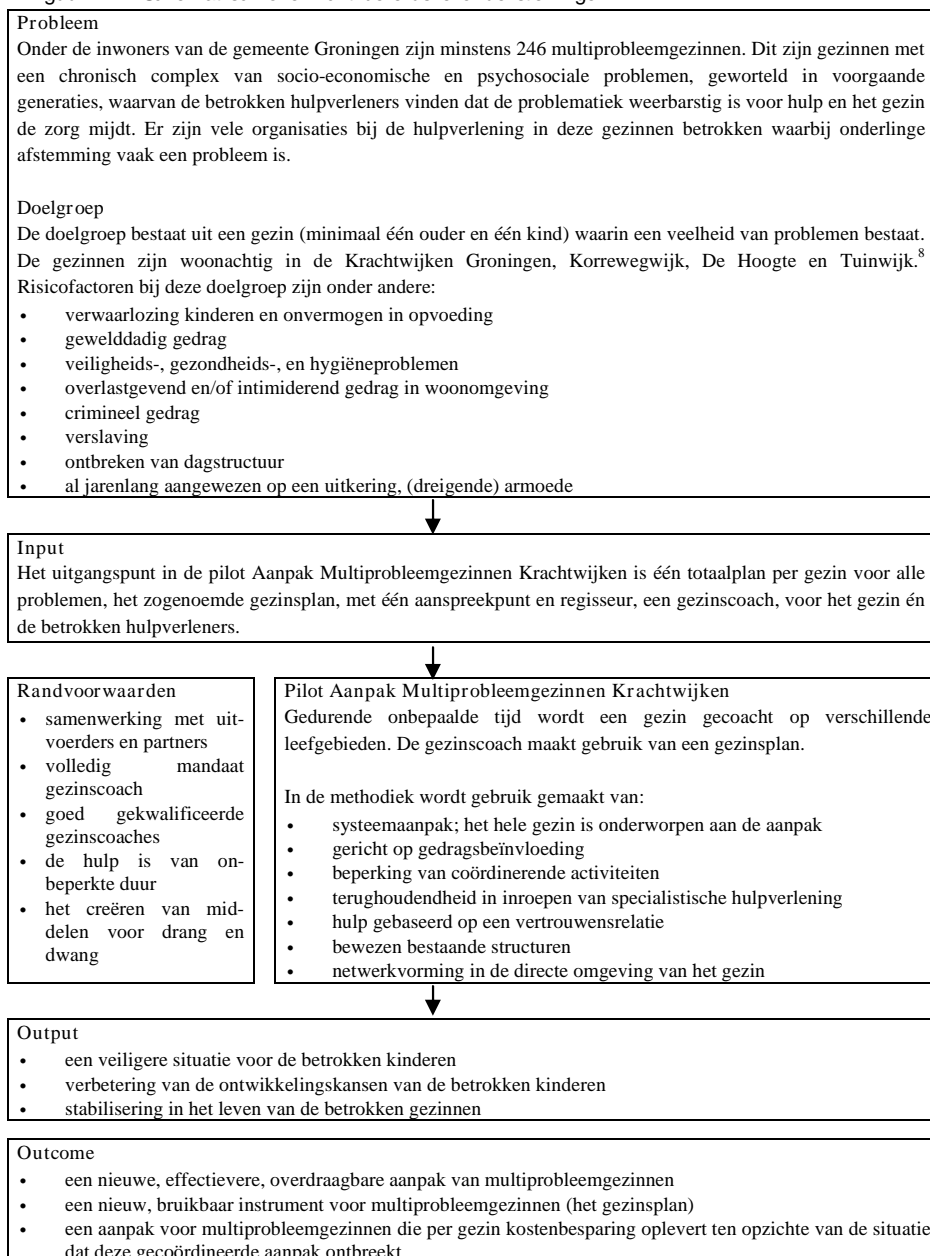 Probleem
Onder de inwoners van de gemeente Groningen zijn minstens 246 multiprobleemgezinnen. Dit zijn gezinnen met
een chronisch complex van socio-economische en psychosociale problemen, geworteld in voorgaande
generaties, waarvan de betrokken hulpverleners vinden dat de problematiek weerbarstig is voor hulp en het gezin
de zorg mijdt. Er zijn vele organisaties bij de hulpverlening in deze gezinnen betrokken waarbij onderlinge
afstemming vaak een probleem is.
Doelgroep
De doelgroep bestaat uit een gezin (minimaal één ouder en één kind) waarin een veelheid van problemen bestaat.
De gezinnen zijn woonachtig in de Krachtwijken Groningen, Korrewegwijk, De Hoogte en Tuinwijk.8
Risicofactoren bij deze doelgroep zijn onder andere:
• verwaarlozing kinderen en onvermogen in opvoeding
• gewelddadig gedrag
• veiligheids-, gezondheids-, en hygiëneproblemen
• overlastgevend en/of intimiderend gedrag in woonomgeving
• crimineel gedrag
• verslaving
• ontbreken van dagstructuur
• al jarenlang aangewezen op een uitkering, (dreigende) armoede
Input
Het uitgangspunt in de pilot Aanpak Multiprobleemgezinnen Krachtwijken is één totaalplan per gezin voor alle
problemen, het zogenoemde gezinsplan, met één aanspreekpunt en regisseur, een gezinscoach, voor het gezin én
de betrokken hulpverleners.
Randvoorwaarden
• samenwerking met uit-
voerders en partners
• volledig mandaat
gezinscoach
• goed gekwalificeerde
gezinscoaches
• de hulp is van on-
beperkte duur
• het creëren van mid-
delen voor drang en
dwang
Pilot Aanpak Multiprobleemgezinnen Krachtwijken
Gedurende onbepaalde tijd wordt een gezin gecoacht op verschillende
leefgebieden. De gezinscoach maakt gebruik van een gezinsplan.
In de methodiek wordt gebruik gemaakt van:
• systeemaanpak; het hele gezin is onderworpen aan de aanpak
• gericht op gedragsbeïnvloeding
• beperking van coördinerende activiteiten
• terughoudendheid in inroepen van specialistische hulpverlening
• hulp gebaseerd op een vertrouwensrelatie
• bewezen bestaande structuren
• netwerkvorming in de directe omgeving van het gezin
Output
• een veiligere situatie voor de betrokken kinderen
• verbetering van de ontwikkelingskansen van de betrokken kinderen
• stabilisering in het leven van de betrokken gezinnen
Outcome
• een nieuwe, effectievere, overdraagbare aanpak van multiprobleemgezinnen
• een nieuw, bruikbaar instrument voor multiprobleemgezinnen (het gezinsplan)
• een aanpak voor multiprobleemgezinnen die per gezin kostenbesparing oplevert ten opzichte van de situatie
dat deze gecoördineerde aanpak ontbreekt